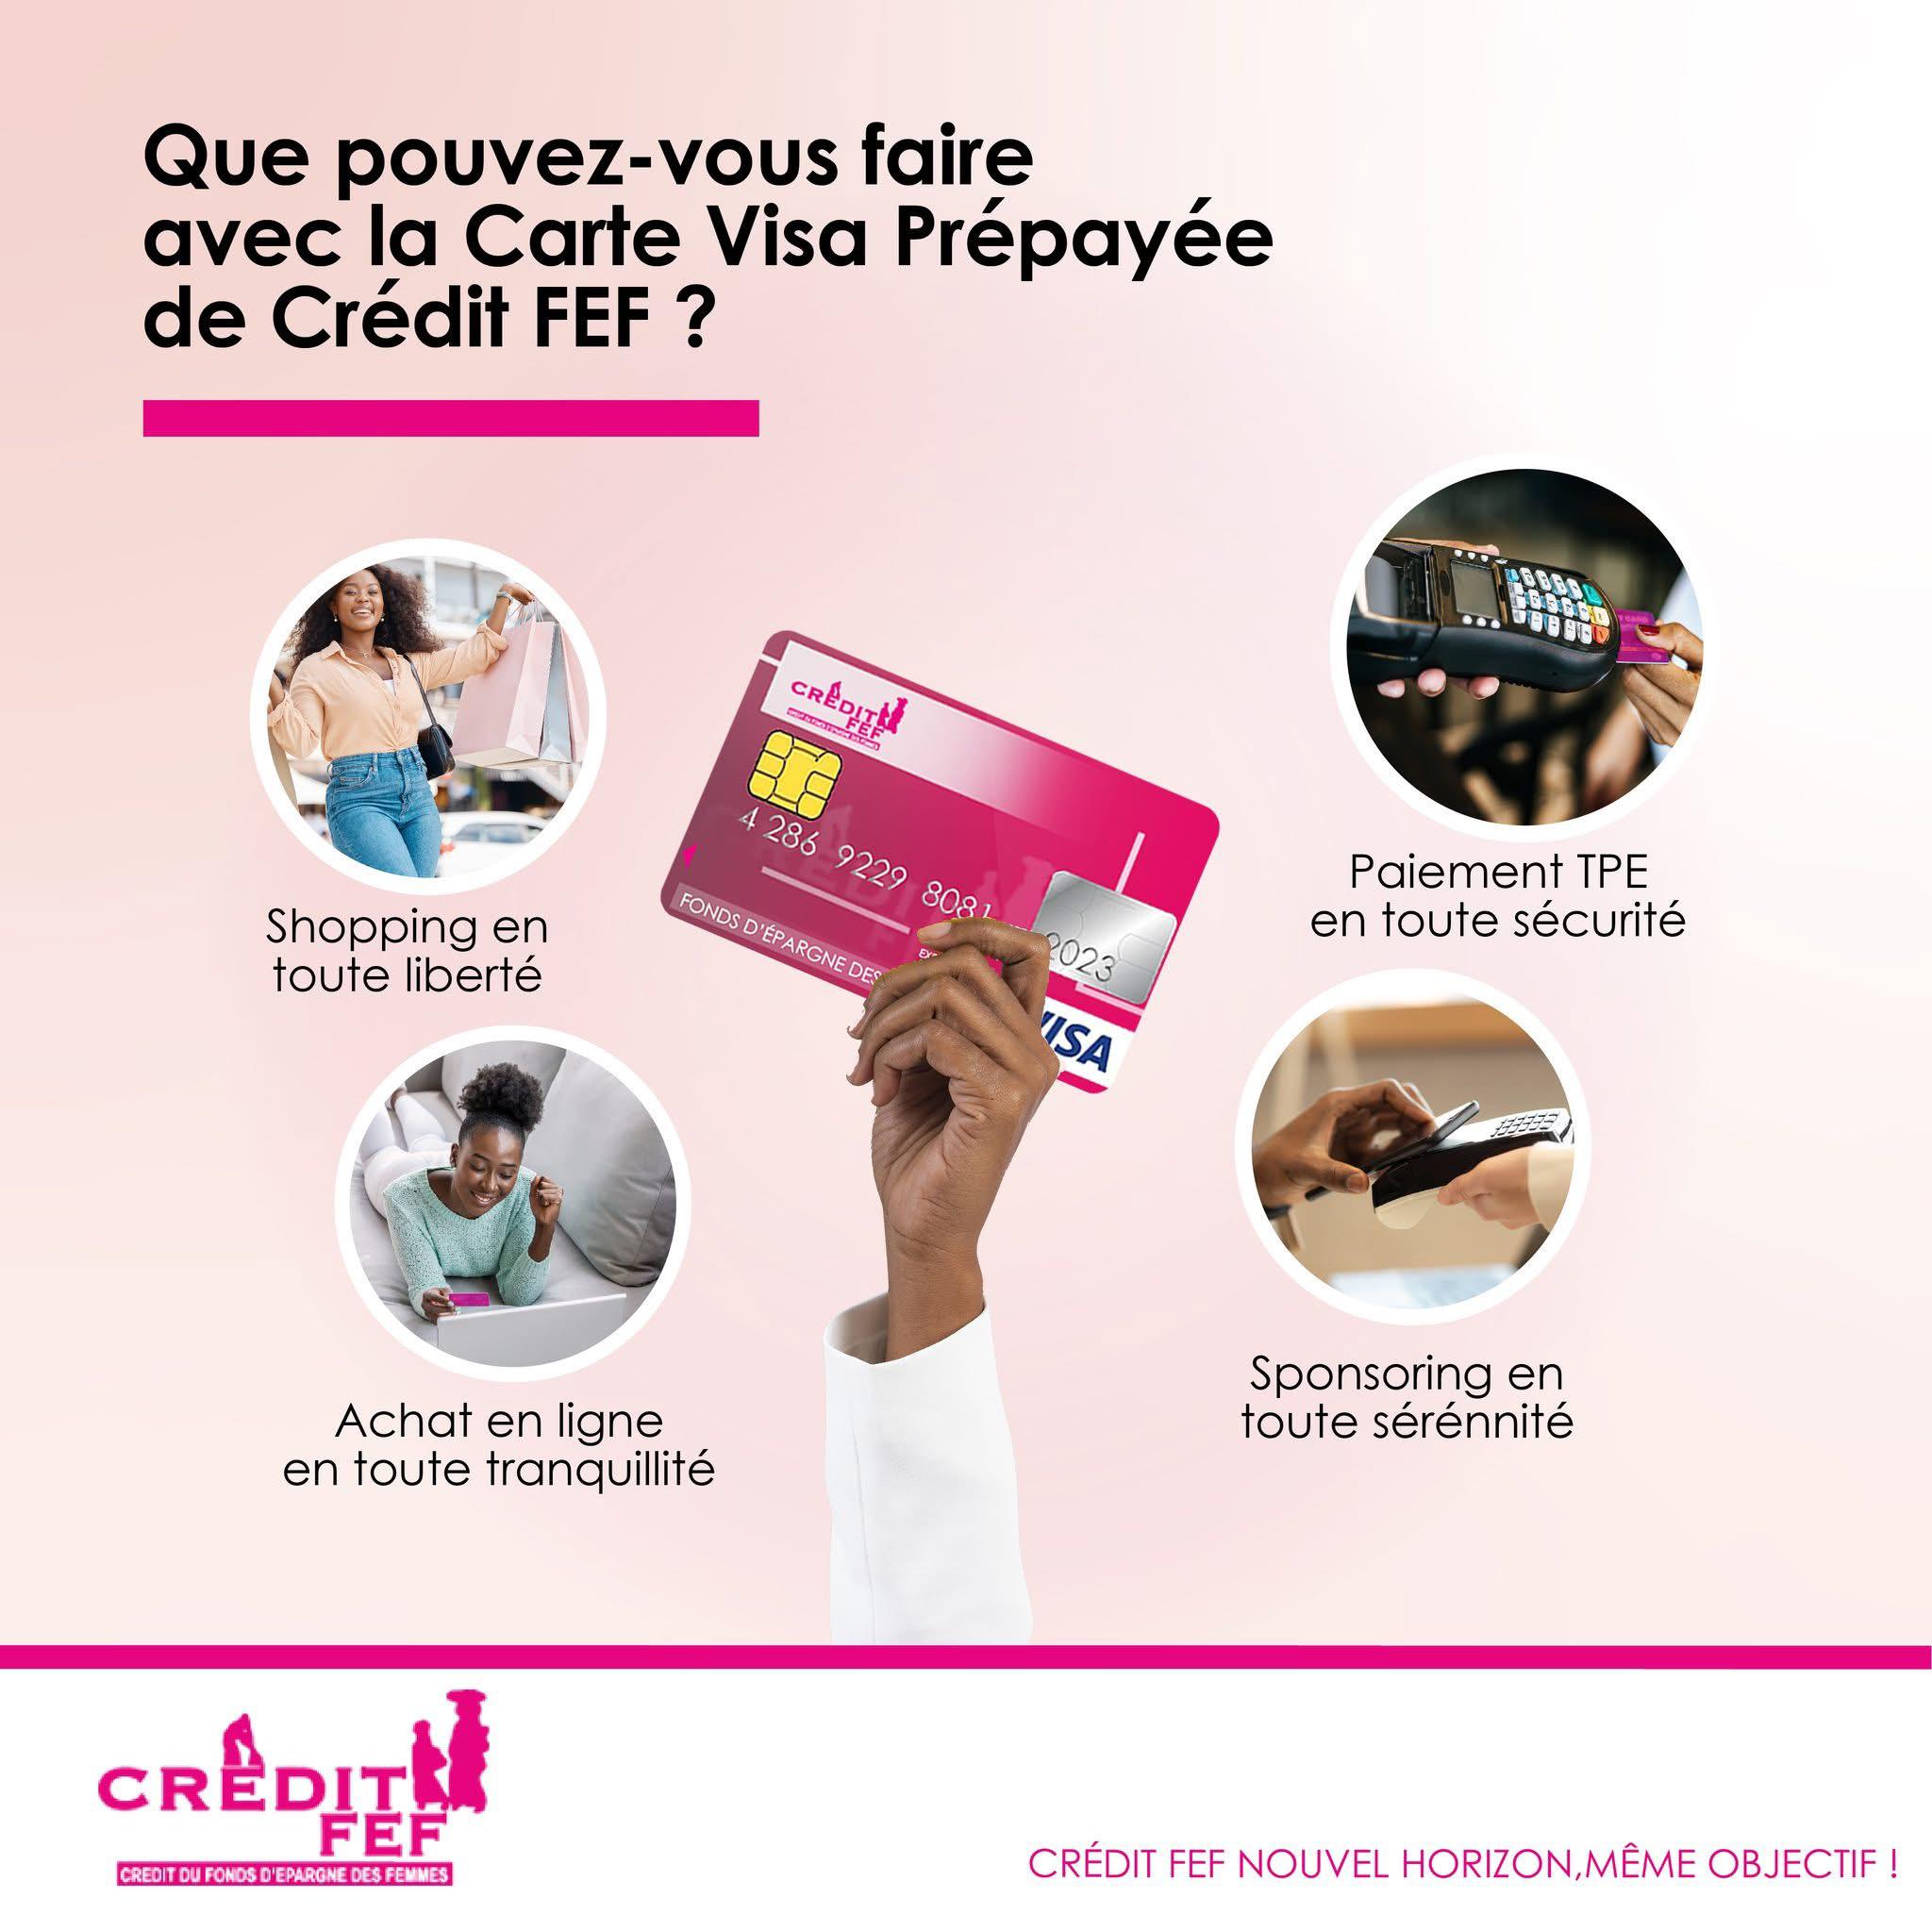 Que pouvez-vous faire
avec la Carte Visa Prépayée
de Crédit FEF ?
Shopping en
toute liberté
Achat en ligne
en toute tranquillité
CRÉDIT
FEF
4 286 9229 8081
2023
FONDS D'ÉPARGNE DES
VISA
Paiement TPE
en toute sécurité
Sponsoring en
toute sérénnité
CRÉDIT
FEF
CREDIT DU FONDS D'EPARGNE DES FEMMES
CRÉDIT FEF NOUVEL HORIZON,MÊME OBJECTIF !